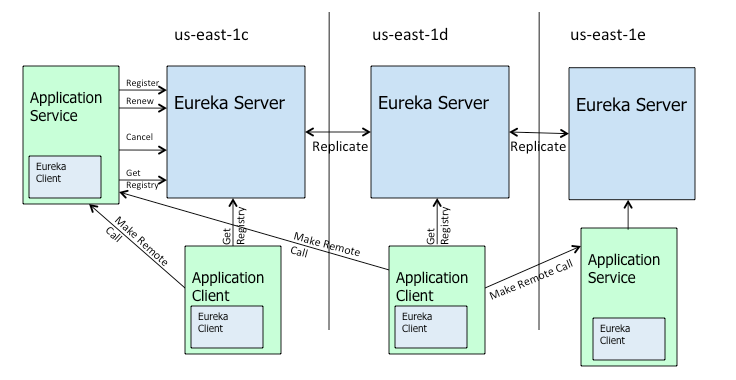 us-east-1c
us-east-1d
us-east-1e
Application
Service
Eureka
Client
Register
Renew
Cancel
Get
Registry
Eureka Server
Replicate
Eureka Server
Replicate
Eureka Server
Make Remote
Call
Get
Registry
Make Remote
Call
Get
Registry
Make Remote Call
Application
Client
Eureka
Client
Application
Client
Eureka
Client
Application
Service
Eureka
Client